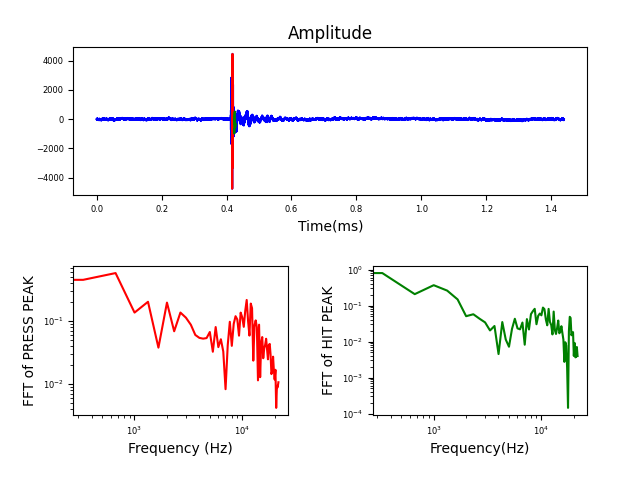 Amplitude
4000
2000
0
−2000
−4000
0.0 0.2 0.4 0.6 0.8 1.0 1.2 1.4
Time(ms)
FFT of PRESS PEAK
10⁻¹
10⁻²
10³ 10⁴
Frequency (Hz)
FFT of HIT PEAK
10⁰
10⁻¹
10⁻²
10⁻³
10⁻⁴
10³ 10⁴
Frequency(Hz)